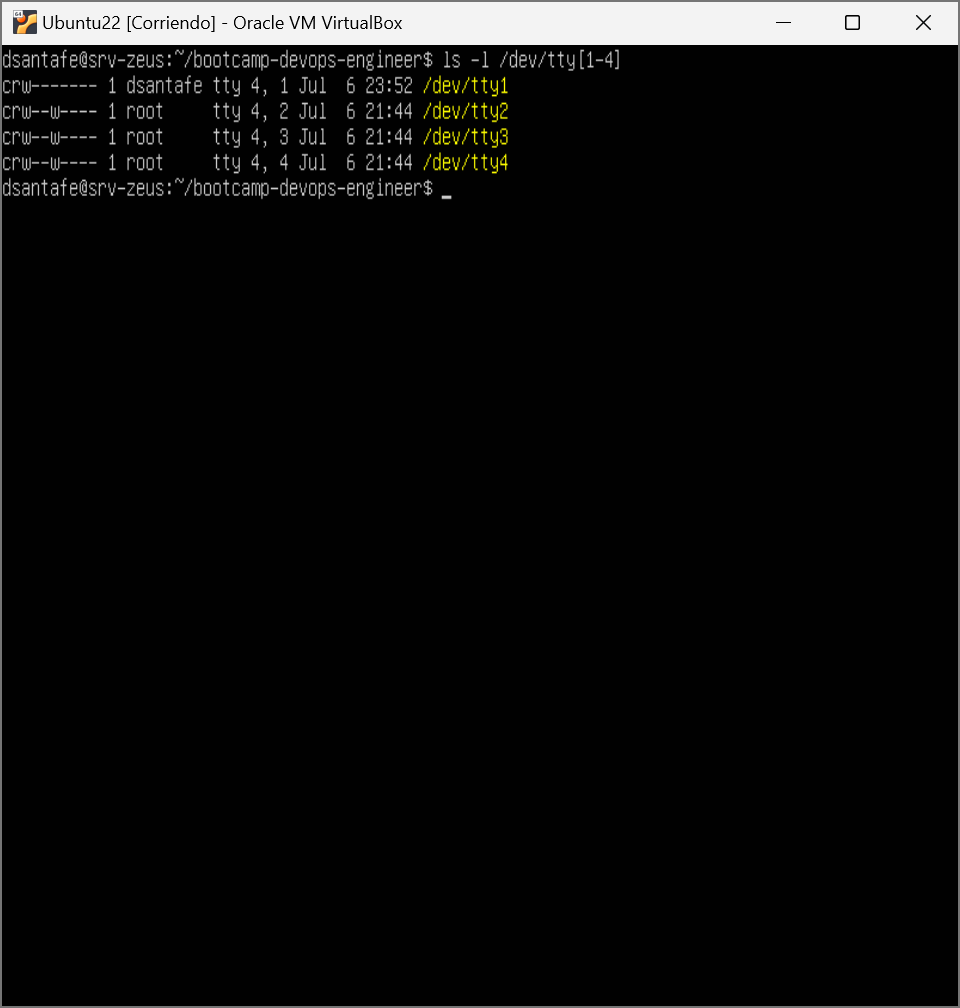 Ubuntu22 [Corriendo] - Oracle VM VirtualBox
dsantafe@srv-zeus:~/bootcamp-devops-engineer$ ls -l /dev/tty[1-4]
crw------- 1 dsantafe tty 4, 1 Jul  6 23:52 /dev/tty1
crw--w---- 1 root     tty 4, 2 Jul  6 21:44 /dev/tty2
crw--w---- 1 root     tty 4, 3 Jul  6 21:44 /dev/tty3
crw--w---- 1 root     tty 4, 4 Jul  6 21:44 /dev/tty4
dsantafe@srv-zeus:~/bootcamp-devops-engineer$ _